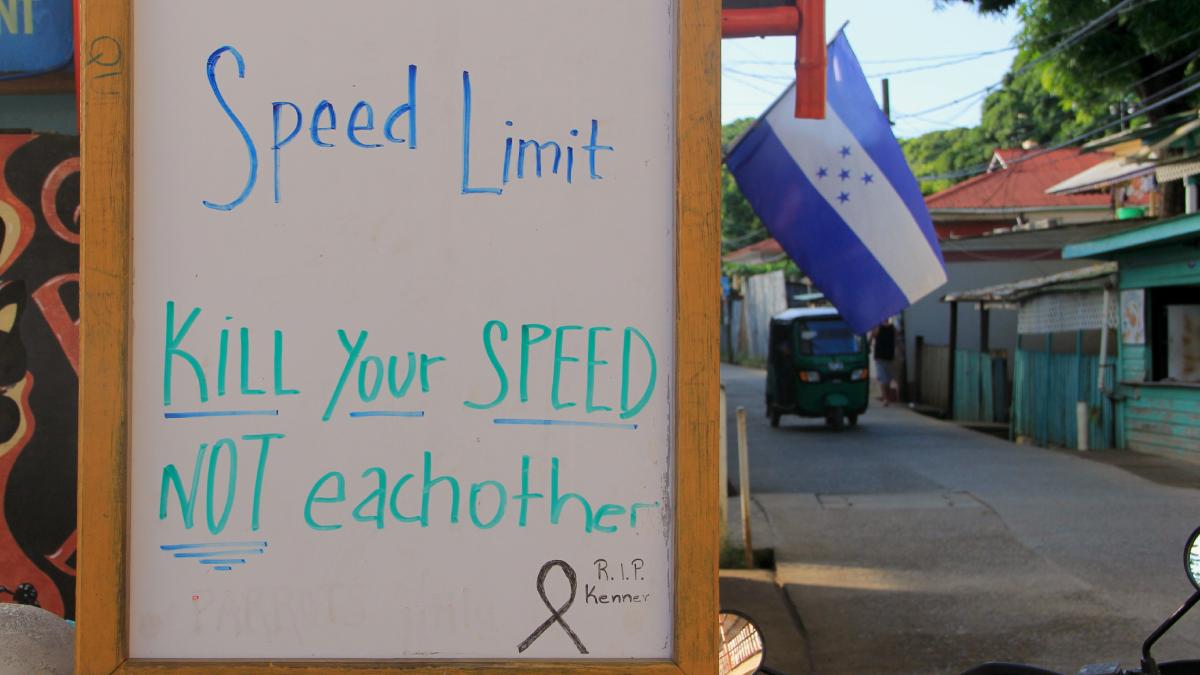 Speed Limit
KiLL Your SPEED
NOT eachother
R.I.P.
Kenner